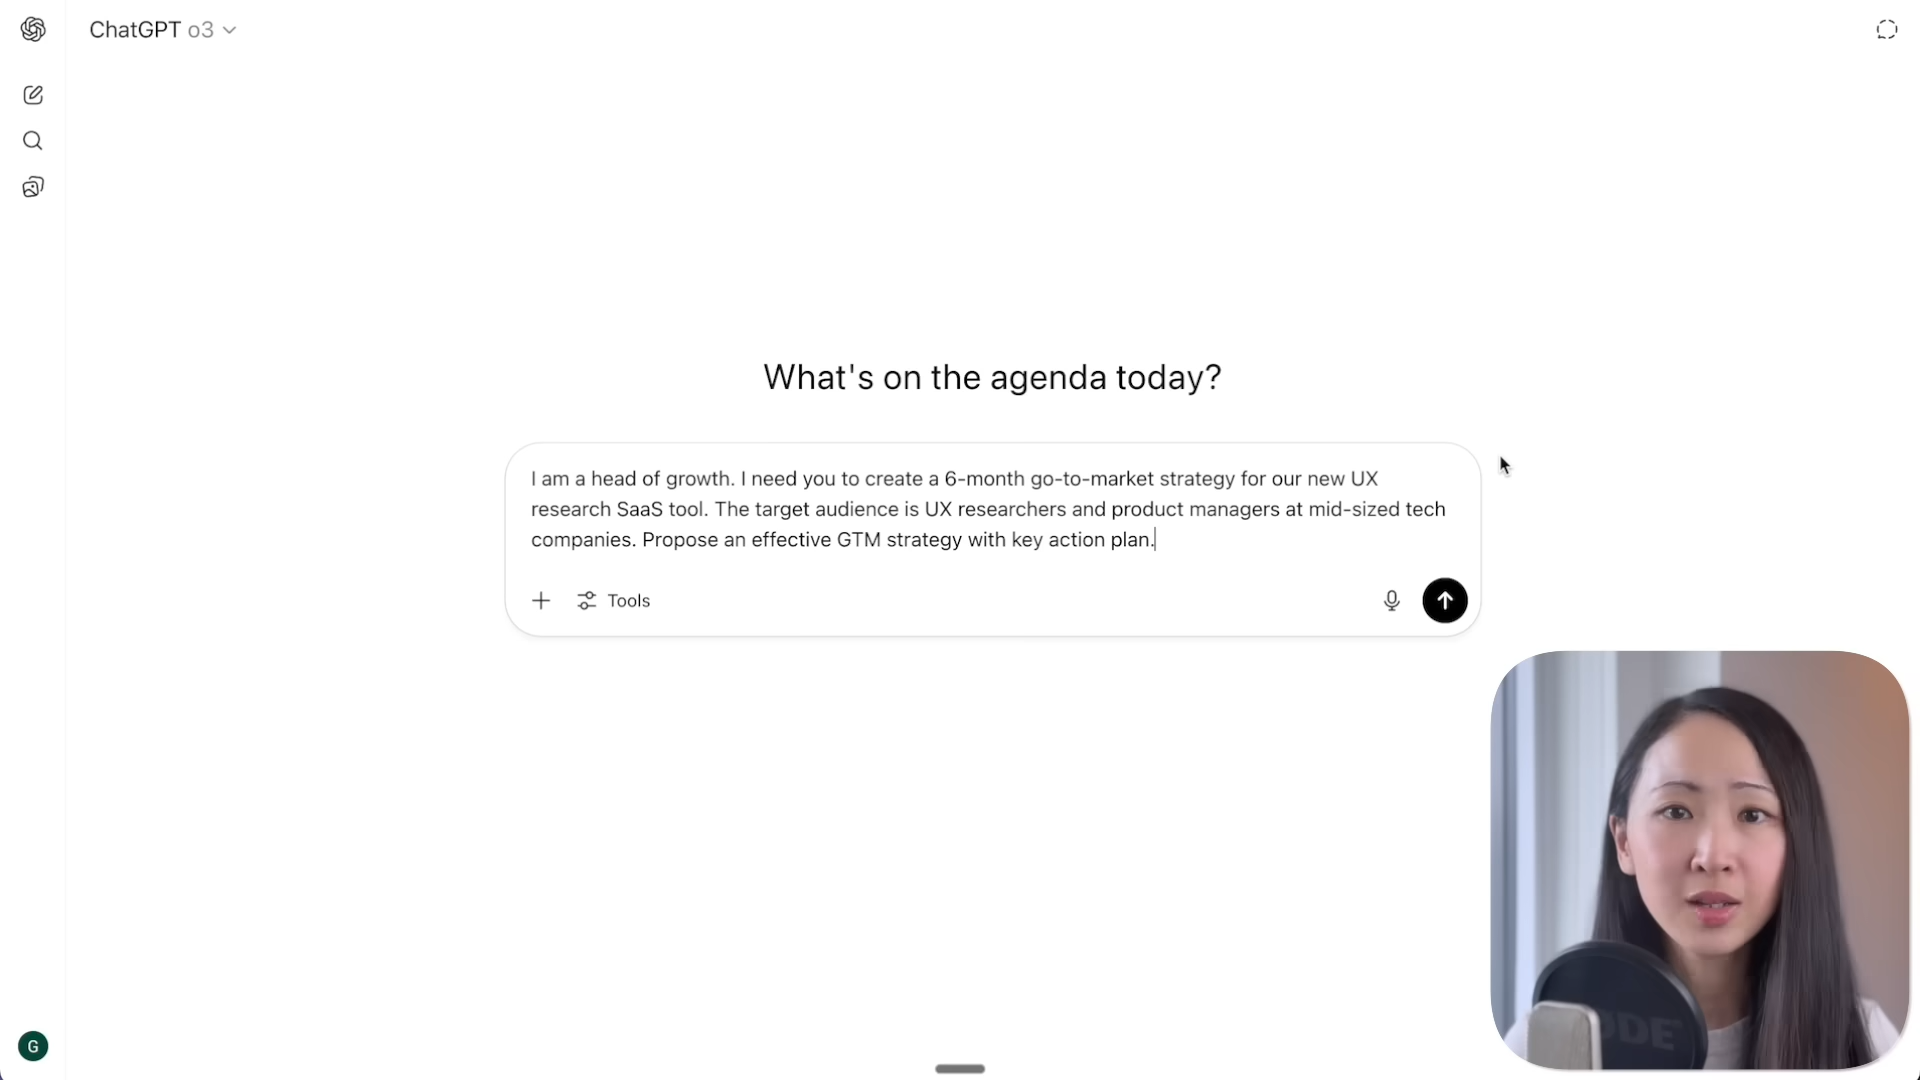 ChatGPT o3
What's on the agenda today?
I am a head of growth. I need you to create a 6-month go-to-market strategy for our new UX
research SaaS tool. The target audience is UX researchers and product managers at mid-sized tech
companies. Propose an effective GTM strategy with key action plan.
Tools
G